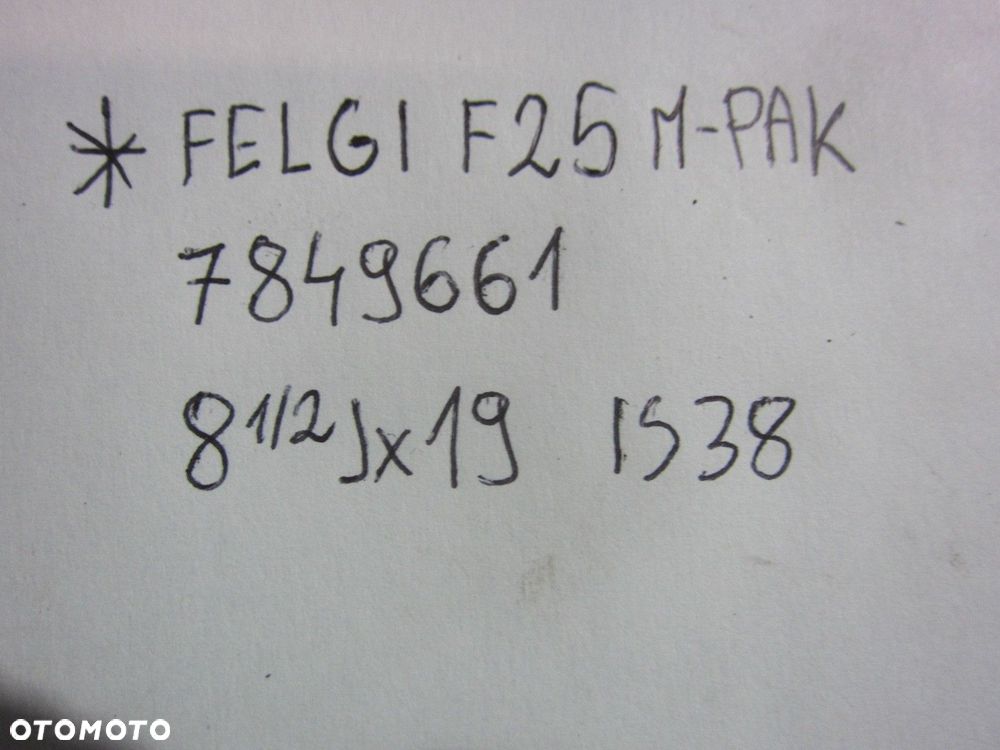 * FELGI F25 M-PAK
7849661
8 1/2 Jx19 IS38
OTOMOTO